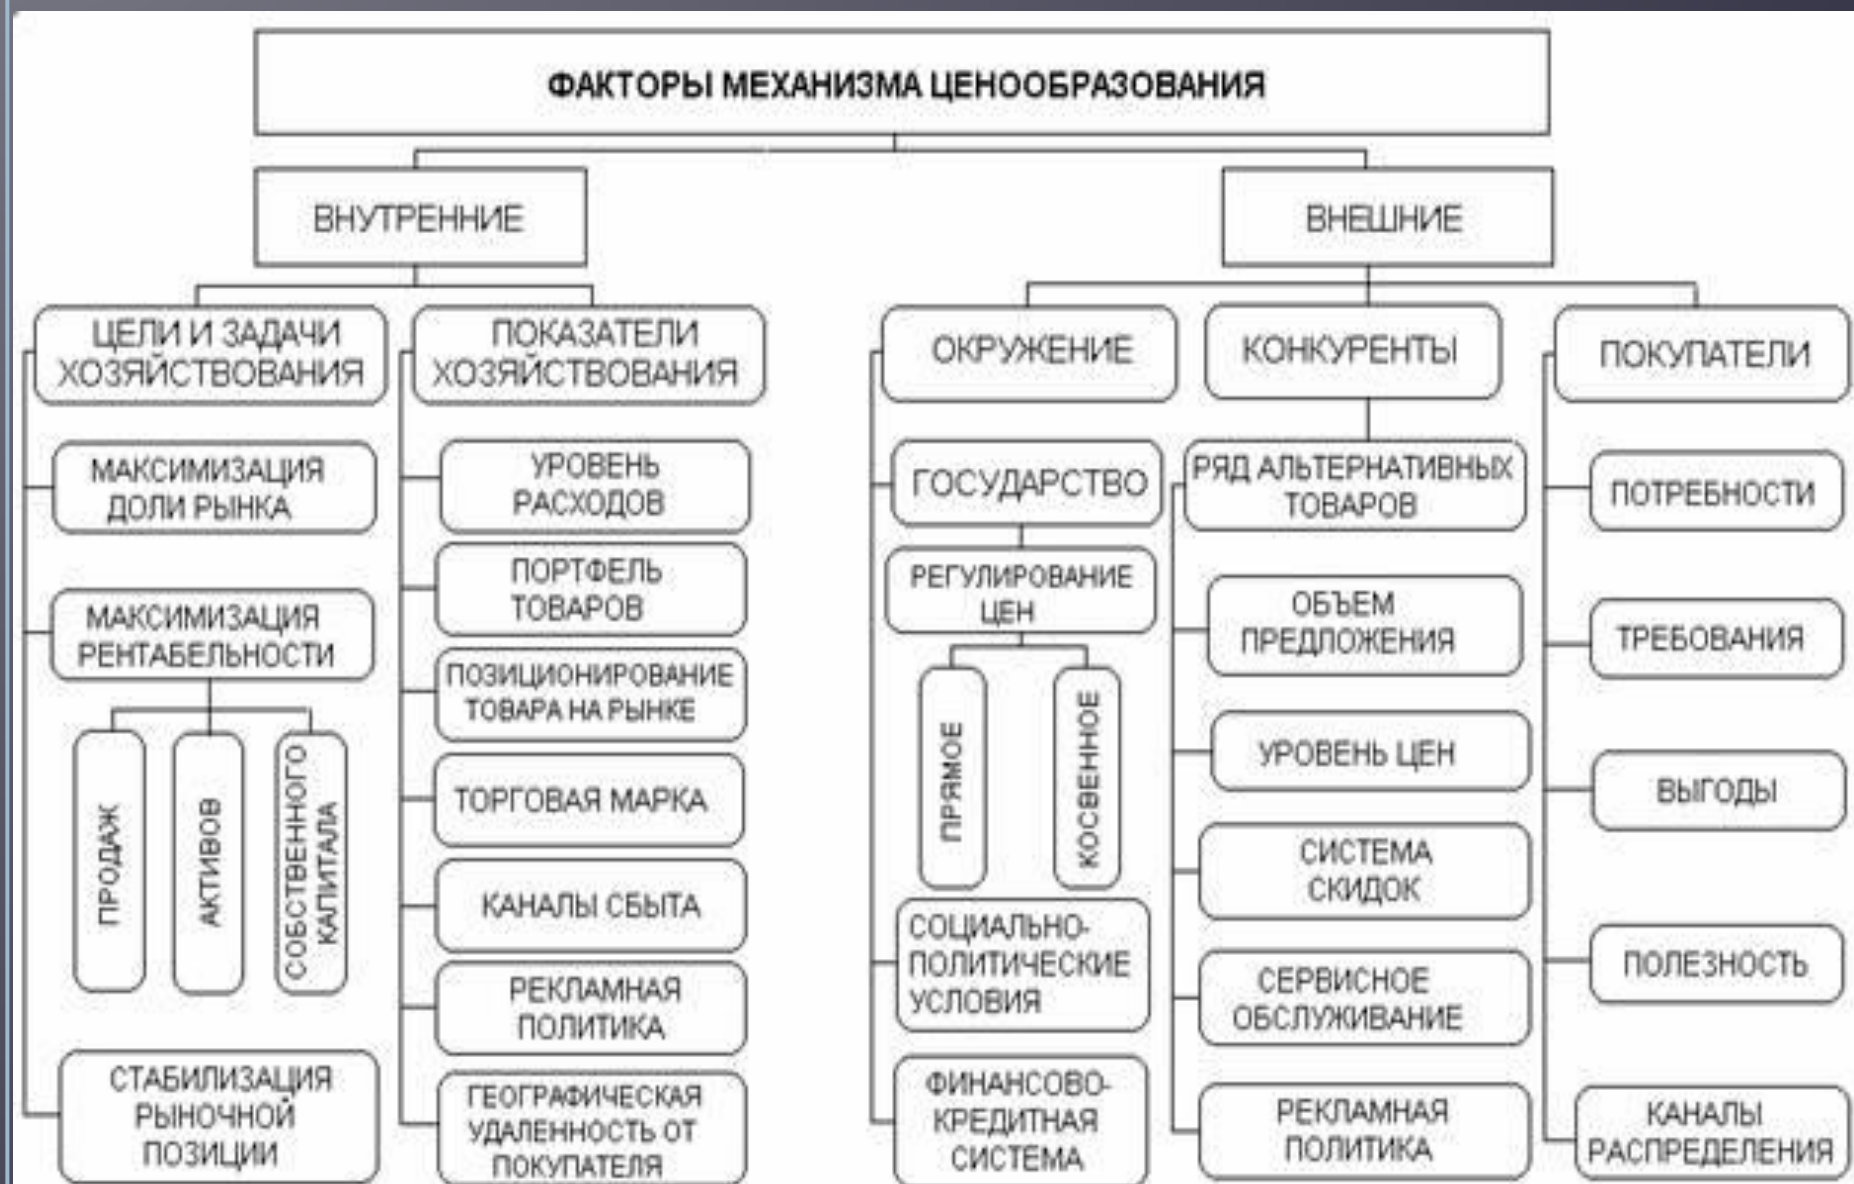 ФАКТОРЫ МЕХАНИЗМА ЦЕНООБРАЗОВАНИЯ
ВНУТРЕННИЕ
ВНЕШНИЕ
ЦЕЛИ И ЗАДАЧИ
ХОЗЯЙСТВОВАНИЯ
МАКСИМИЗАЦИЯ
ДОЛИ РЫНКА
МАКСИМИЗАЦИЯ
РЕНТАБЕЛЬНОСТИ
ПРОДАЖ
АКТИВОВ
СОБСТВЕННОГО
КАПИТАЛА
СТАБИЛИЗАЦИЯ
РЫНОЧНОЙ
ПОЗИЦИИ
ПОКАЗАТЕЛИ
ХОЗЯЙСТВОВАНИЯ
УРОВЕНЬ
РАСХОДОВ
ПОРТФЕЛЬ
ТОВАРОВ
ПОЗИЦИОНИРОВАНИЕ
ТОВАРА НА РЫНКЕ
ТОРГОВАЯ МАРКА
КАНАЛЫ СБЫТА
РЕКЛАМНАЯ
ПОЛИТИКА
ГЕОГРАФИЧЕСКАЯ
УДАЛЕННОСТЬ ОТ
ПОКУПАТЕЛЯ
ОКРУЖЕНИЕ
ГОСУДАРСТВО
РЕГУЛИРОВАНИЕ
ЦЕН
ПРЯМОЕ
КОСВЕННОЕ
СОЦИАЛЬНО-
ПОЛИТИЧЕСКИЕ
УСЛОВИЯ
ФИНАНСОВО-
КРЕДИТНАЯ
СИСТЕМА
КОНКУРЕНТЫ
РЯД АЛЬТЕРНАТИВНЫХ
ТОВАРОВ
ОБЪЕМ
ПРЕДЛОЖЕНИЯ
УРОВЕНЬ ЦЕН
СИСТЕМА
СКИДОК
СЕРВИСНОЕ
ОБСЛУЖИВАНИЕ
РЕКЛАМНАЯ
ПОЛИТИКА
ПОКУПАТЕЛИ
ПОТРЕБНОСТИ
ТРЕБОВАНИЯ
ВЫГОДЫ
ПОЛЕЗНОСТЬ
КАНАЛЫ
РАСПРЕДЕЛЕНИЯ